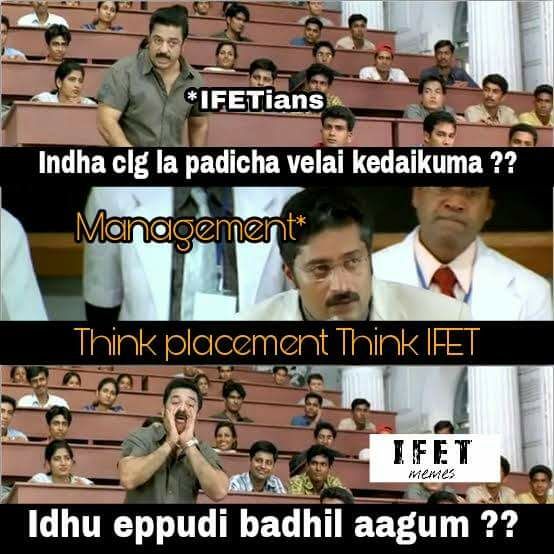 *IFETians
Indha clg la padicha velai kedaikuma ??
Management*
Think placement Think IFET
IFET
memes
Idhu eppudi badhil aagum ??